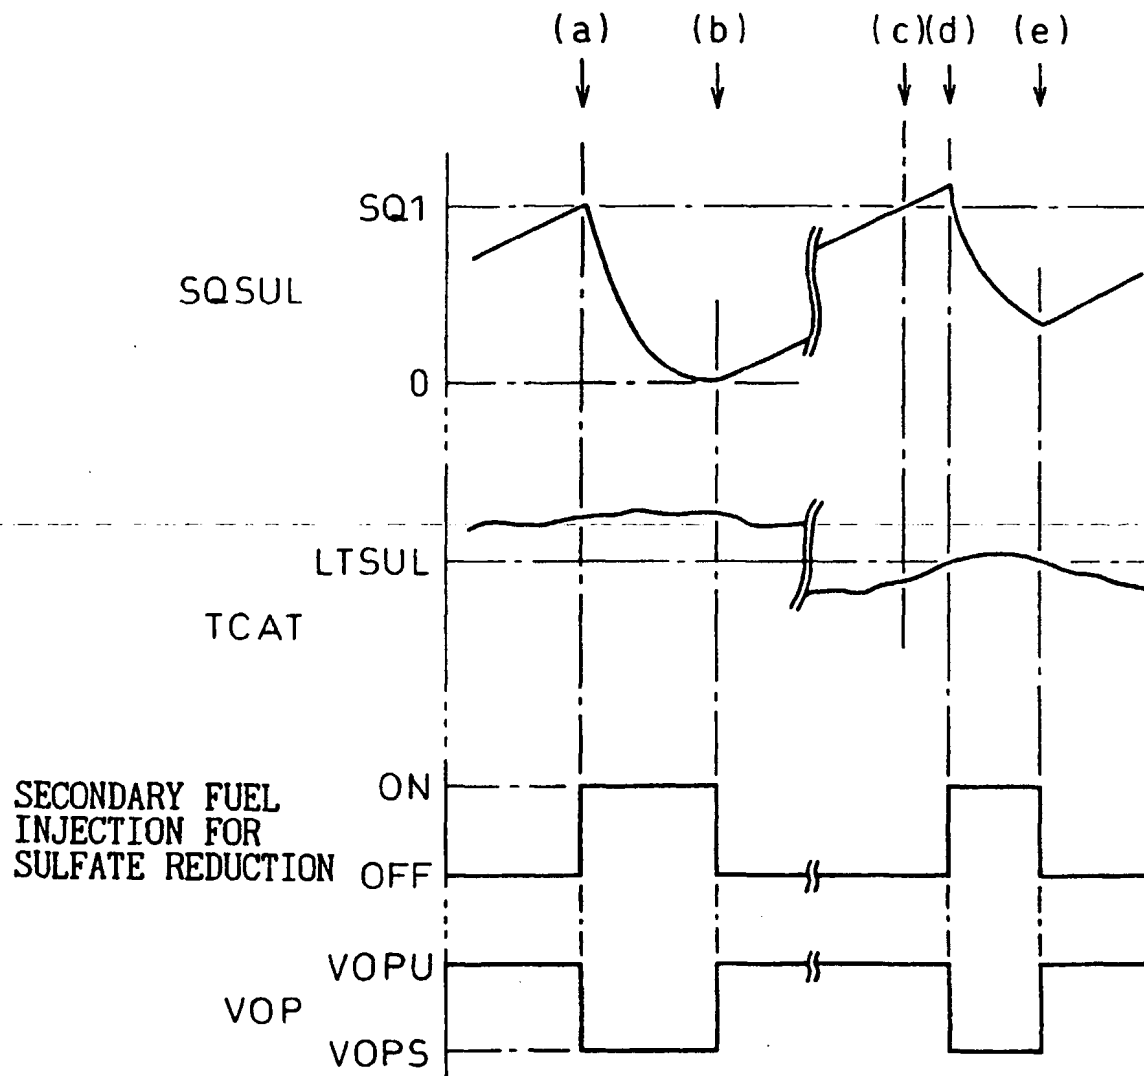 (a) (b) (c) (d) (e)
SQ1
SQSUL
0
LTSUL
TCAT
ON
SECONDARY FUEL
INJECTION FOR
SULFATE REDUCTION
OFF
VOPU
VOP
VOPS